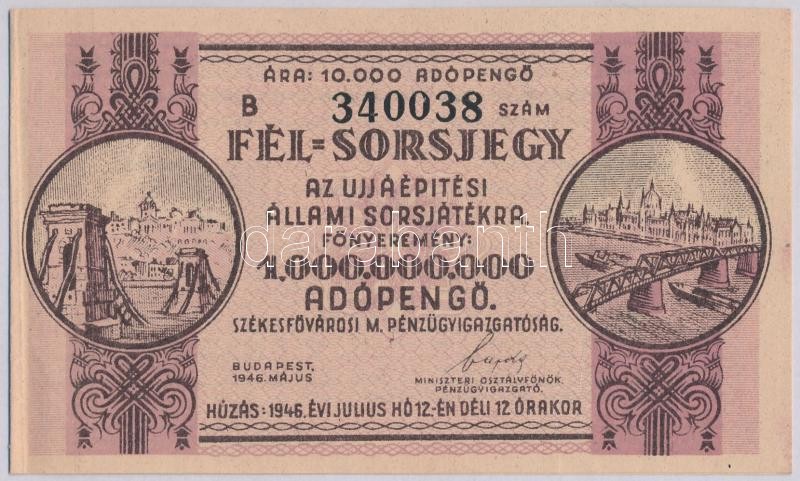 ÁRA: 10.000 ADÓPENGŐ
B 340038 SZÁM
FÉL=SORSJEGY
AZ UJJÁÉPITÉSI
ÁLLAMI SORSJÁTÉKRA.
FŐNYEREMÉNY:
1.000.000.000
ADÓPENGŐ.
SZÉKESFŐVÁROSI M. PÉNZÜGYIGAZGATÓSÁG.
BUDAPEST,
1946. MÁJUS
MINISZTERI OSZTÁLYFŐNÖK,
PÉNZÜGYIGAZGATÓ.
HÚZÁS: 1946. ÉVI JULIUS HÓ 12-ÉN DÉLI 12 ÓRAKOR
darabanth